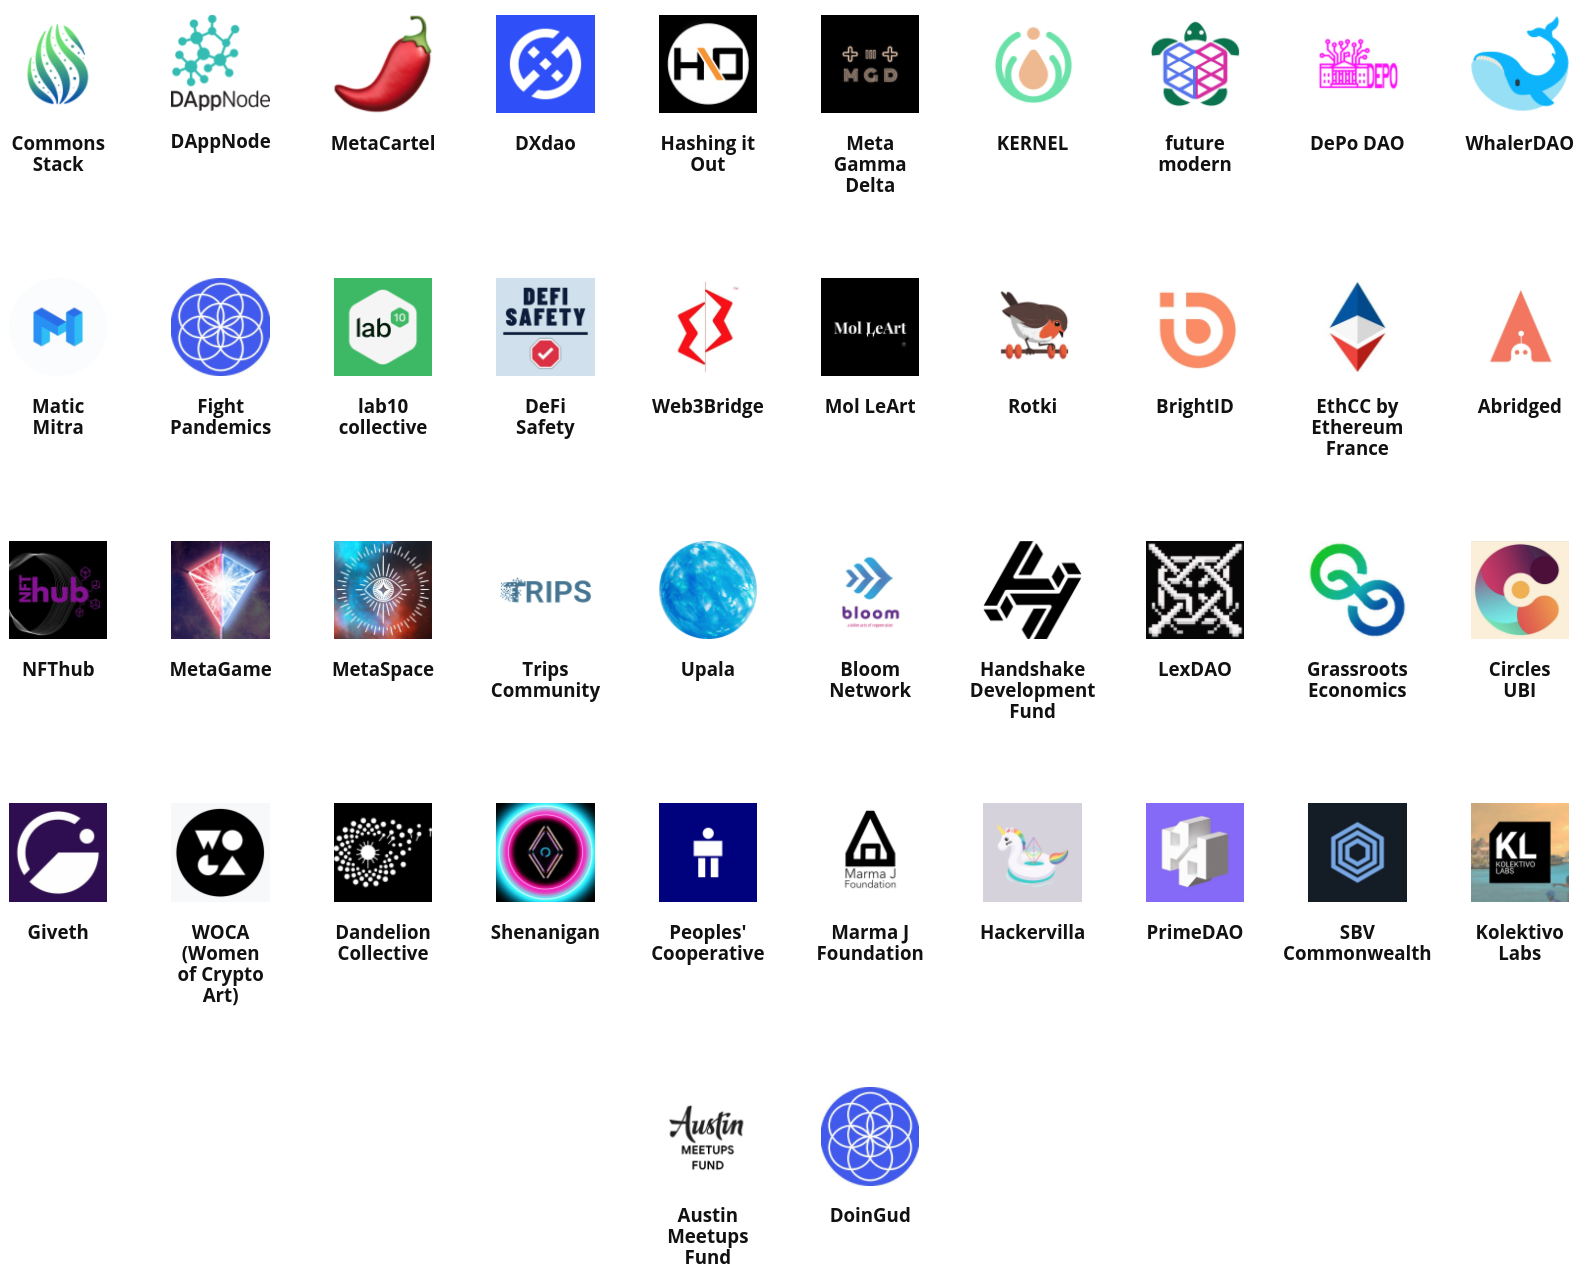 DAppNode
H\O
MGD
DEPO
Commons
Stack
DAppNode
MetaCartel
DXdao
Hashing it
Out
Meta
Gamma
Delta
KERNEL
future
modern
DePo DAO
WhalerDAO
lab10
DEFI
SAFETY
Mol LeArt
Matic
Mitra
Fight
Pandemics
lab10
collective
DeFi
Safety
Web3Bridge
Mol LeArt
Rotki
BrightID
EthCC by
Ethereum
France
Abridged
NFT
hub
TRIPS
bloom
NFThub
MetaGame
MetaSpace
Trips
Community
Upala
Bloom
Network
Handshake
Development
Fund
LexDAO
Grassroots
Economics
Circles
UBI
WO
CA
Marma J
Foundation
KL
KOLEKTIVO
LABS
Giveth
WOCA
(Women
of Crypto
Art)
Dandelion
Collective
Shenanigan
Peoples'
Cooperative
Marma J
Foundation
Hackervilla
PrimeDAO
SBV
Commonwealth
Kolektivo
Labs
Austin
MEETUPS
FUND
Austin
Meetups
Fund
DoinGud